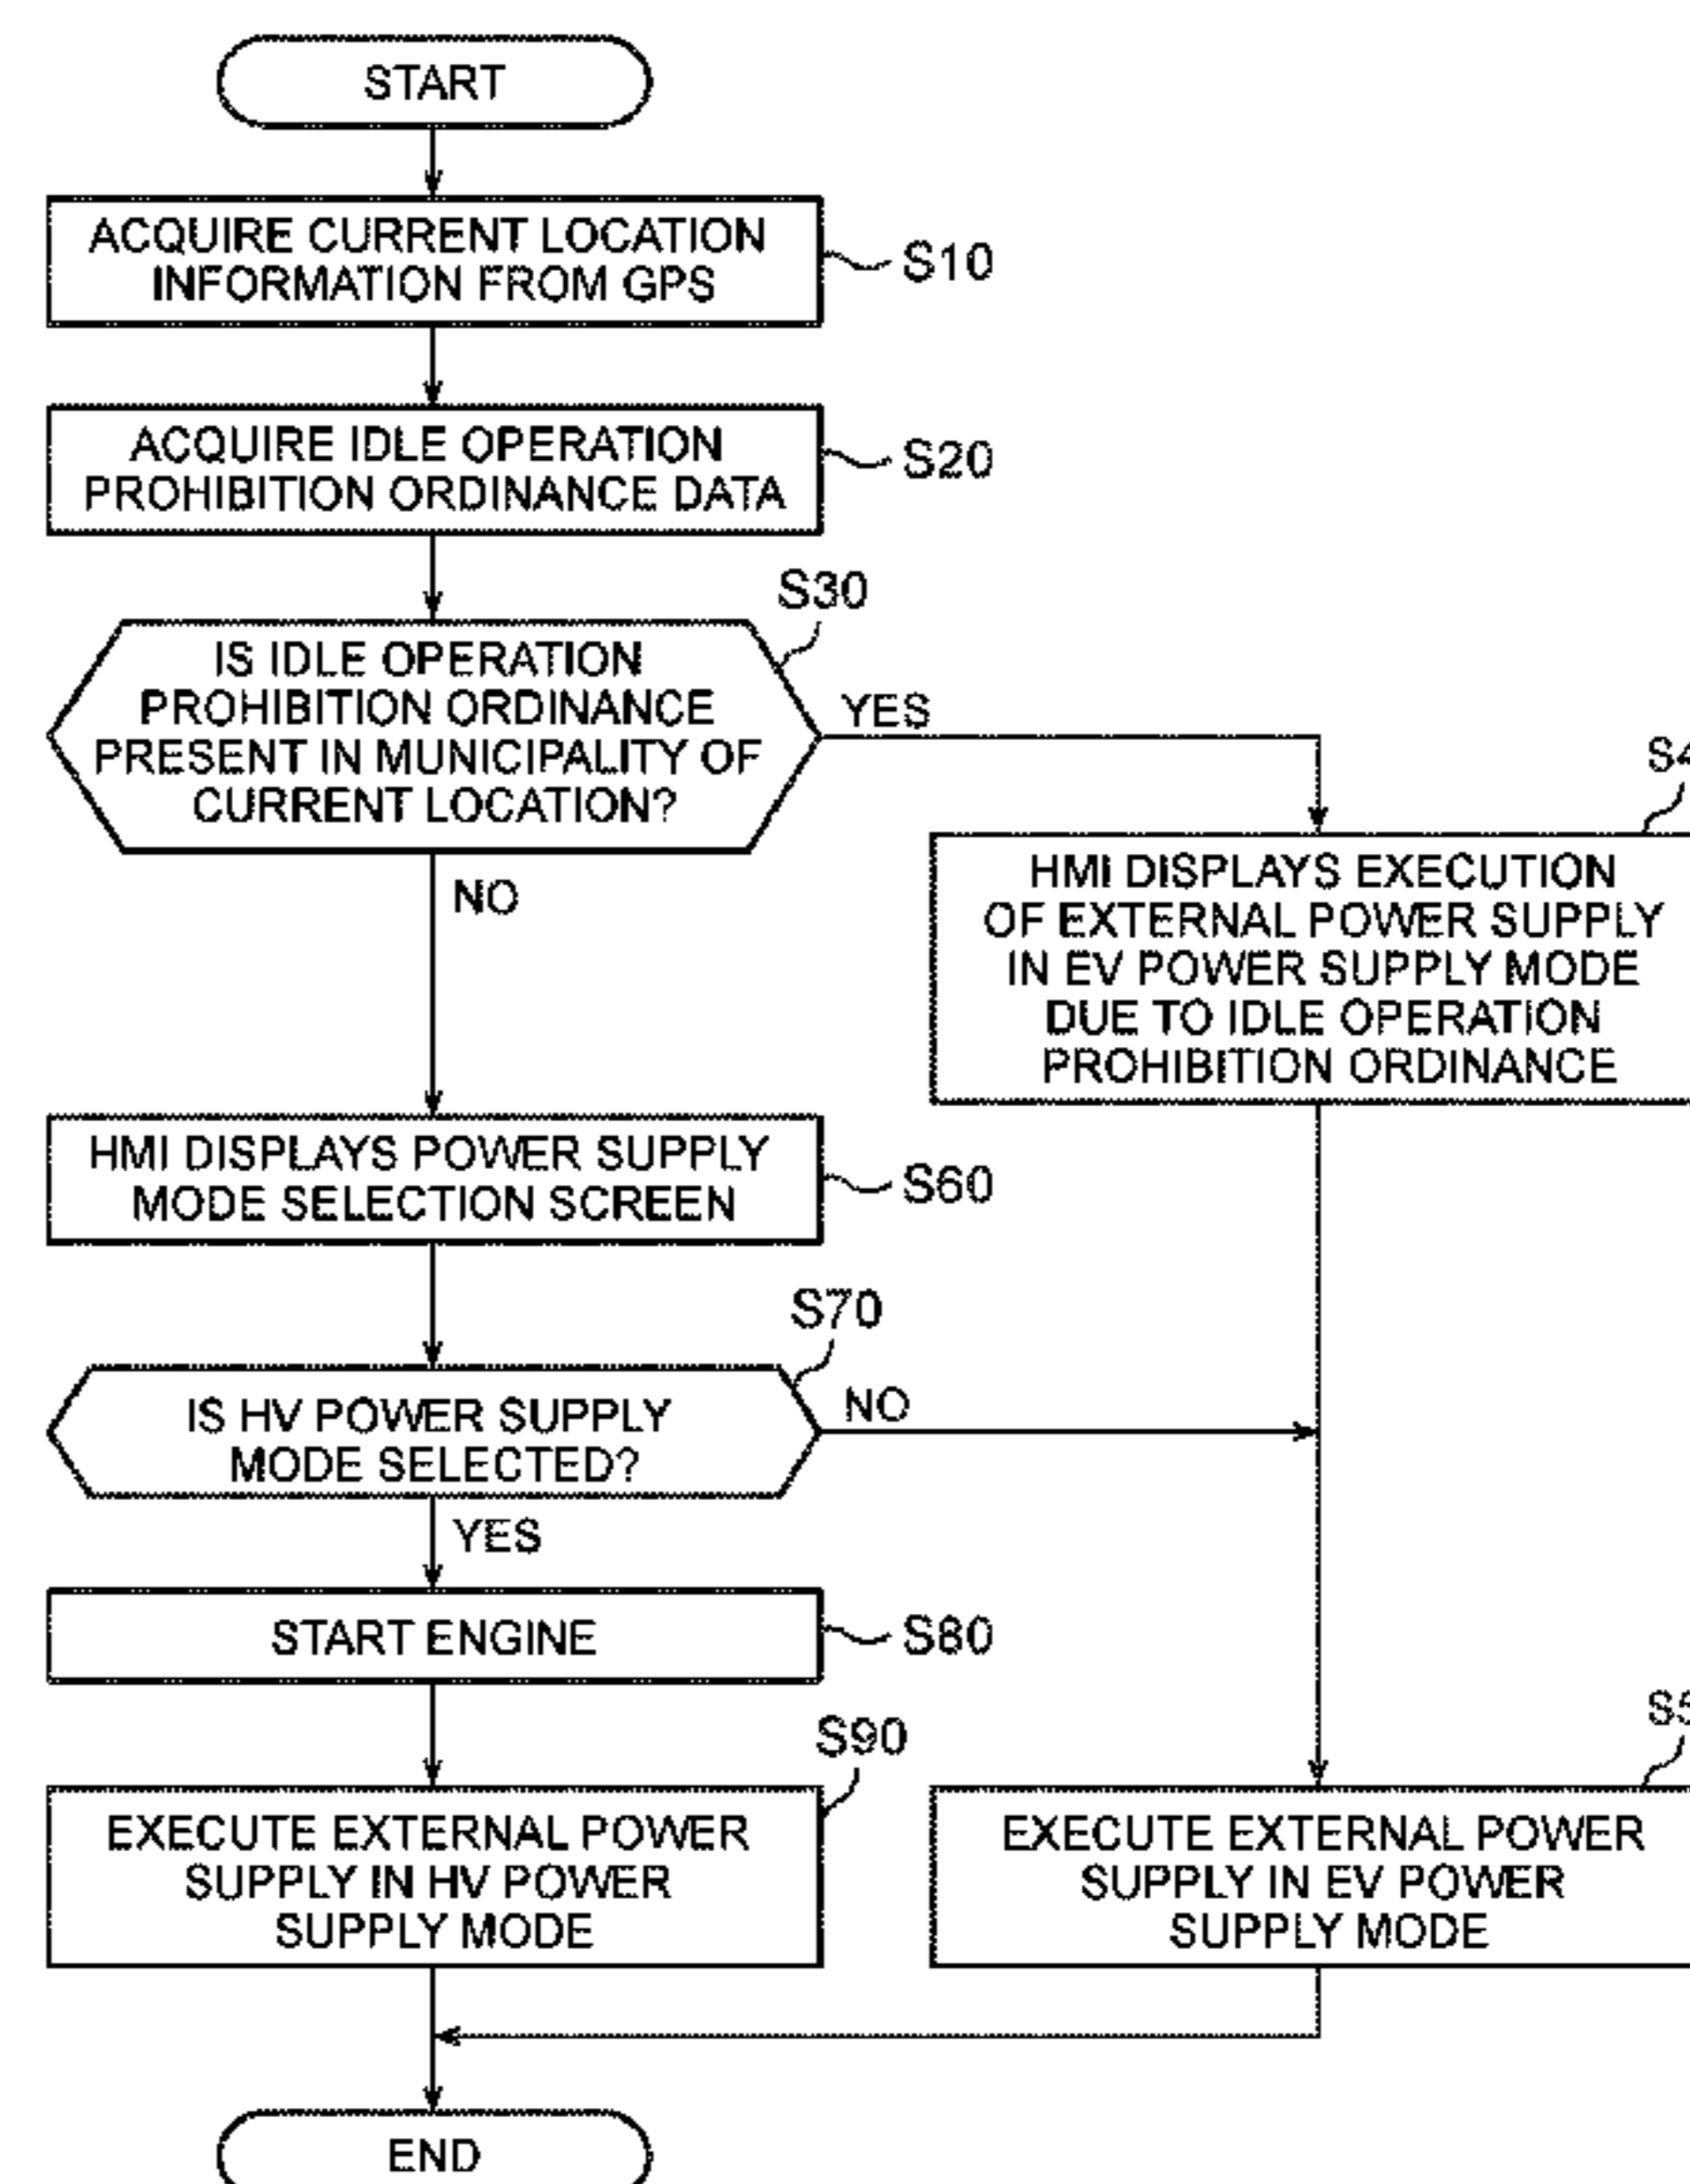 START
ACQUIRE CURRENT LOCATION
INFORMATION FROM GPS
S10
ACQUIRE IDLE OPERATION
PROHIBITION ORDINANCE DATA
S20
S30
IS IDLE OPERATION
PROHIBITION ORDINANCE
PRESENT IN MUNICIPALITY OF
CURRENT LOCATION?
YES
NO
HMI DISPLAYS EXECUTION
OF EXTERNAL POWER SUPPLY
IN EV POWER SUPPLY MODE
DUE TO IDLE OPERATION
PROHIBITION ORDINANCE
HMI DISPLAYS POWER SUPPLY
MODE SELECTION SCREEN
S60
S70
IS HV POWER SUPPLY
MODE SELECTED?
NO
YES
START ENGINE
S80
S90
EXECUTE EXTERNAL POWER
SUPPLY IN HV POWER
SUPPLY MODE
EXECUTE EXTERNAL POWER
SUPPLY IN EV POWER
SUPPLY MODE
END